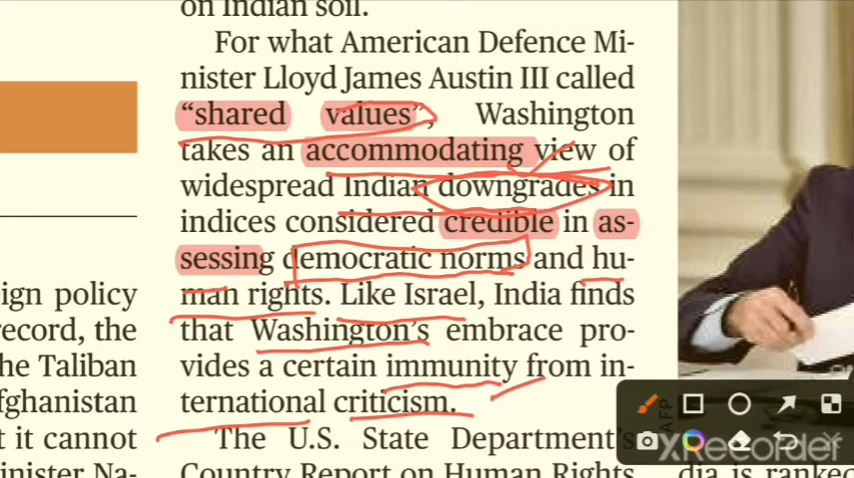 on Indian soil.
For what American Defence Mi-
nister Lloyd James Austin III called
“shared values”, Washington
takes an accommodating view of
widespread Indian downgrades in
indices considered credible in as-
sessing democratic norms and hu-
man rights. Like Israel, India finds
that Washington’s embrace pro-
vides a certain immunity from in-
ternational criticism.
The U.S. State Department’s
Country Report on Human Rights
ign policy
record, the
he Taliban
fghanistan
t it cannot
inister Na-
AFP
XRecorder
dia is ranked